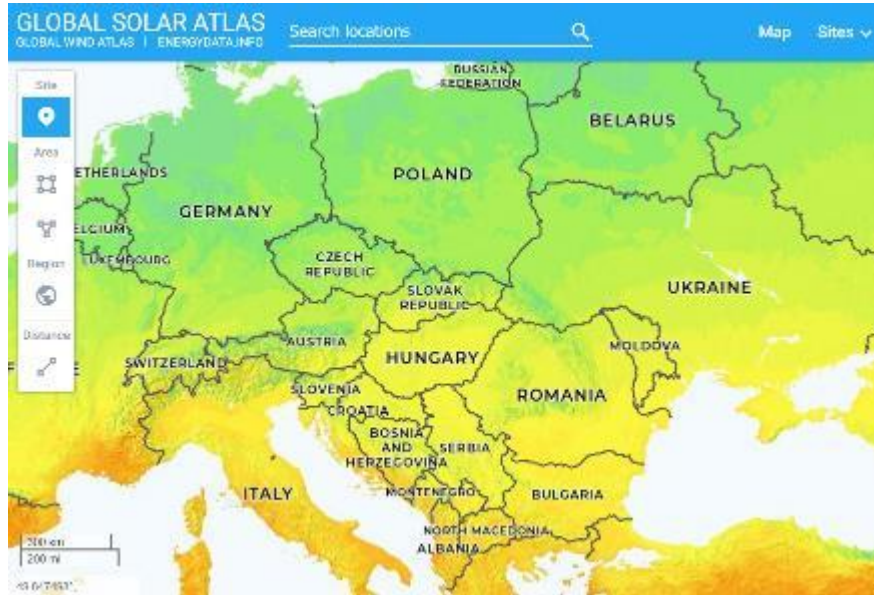 GLOBAL SOLAR ATLAS
GLOBAL WIND ATLAS | ENERGYDATA.INFO
Search locations
Map
Sites
Site
Area
Region
Distance
RUSSIAN
FEDERATION
BELARUS
ETHERLANDS
POLAND
GERMANY
ELGIUM
LUXEMBOURG
CZECH
REPUBLIC
SLOVAK
REPUBLIC
UKRAINE
AUSTRIA
MOLDOVA
SWITZERLAND
HUNGARY
SLOVENIA
ROMANIA
CROATIA
BOSNIA
AND
HERZEGOVINA
SERBIA
ITALY
MONTENEGRO
BULGARIA
NORTH MACEDONIA
ALBANIA
300 km
200 mi